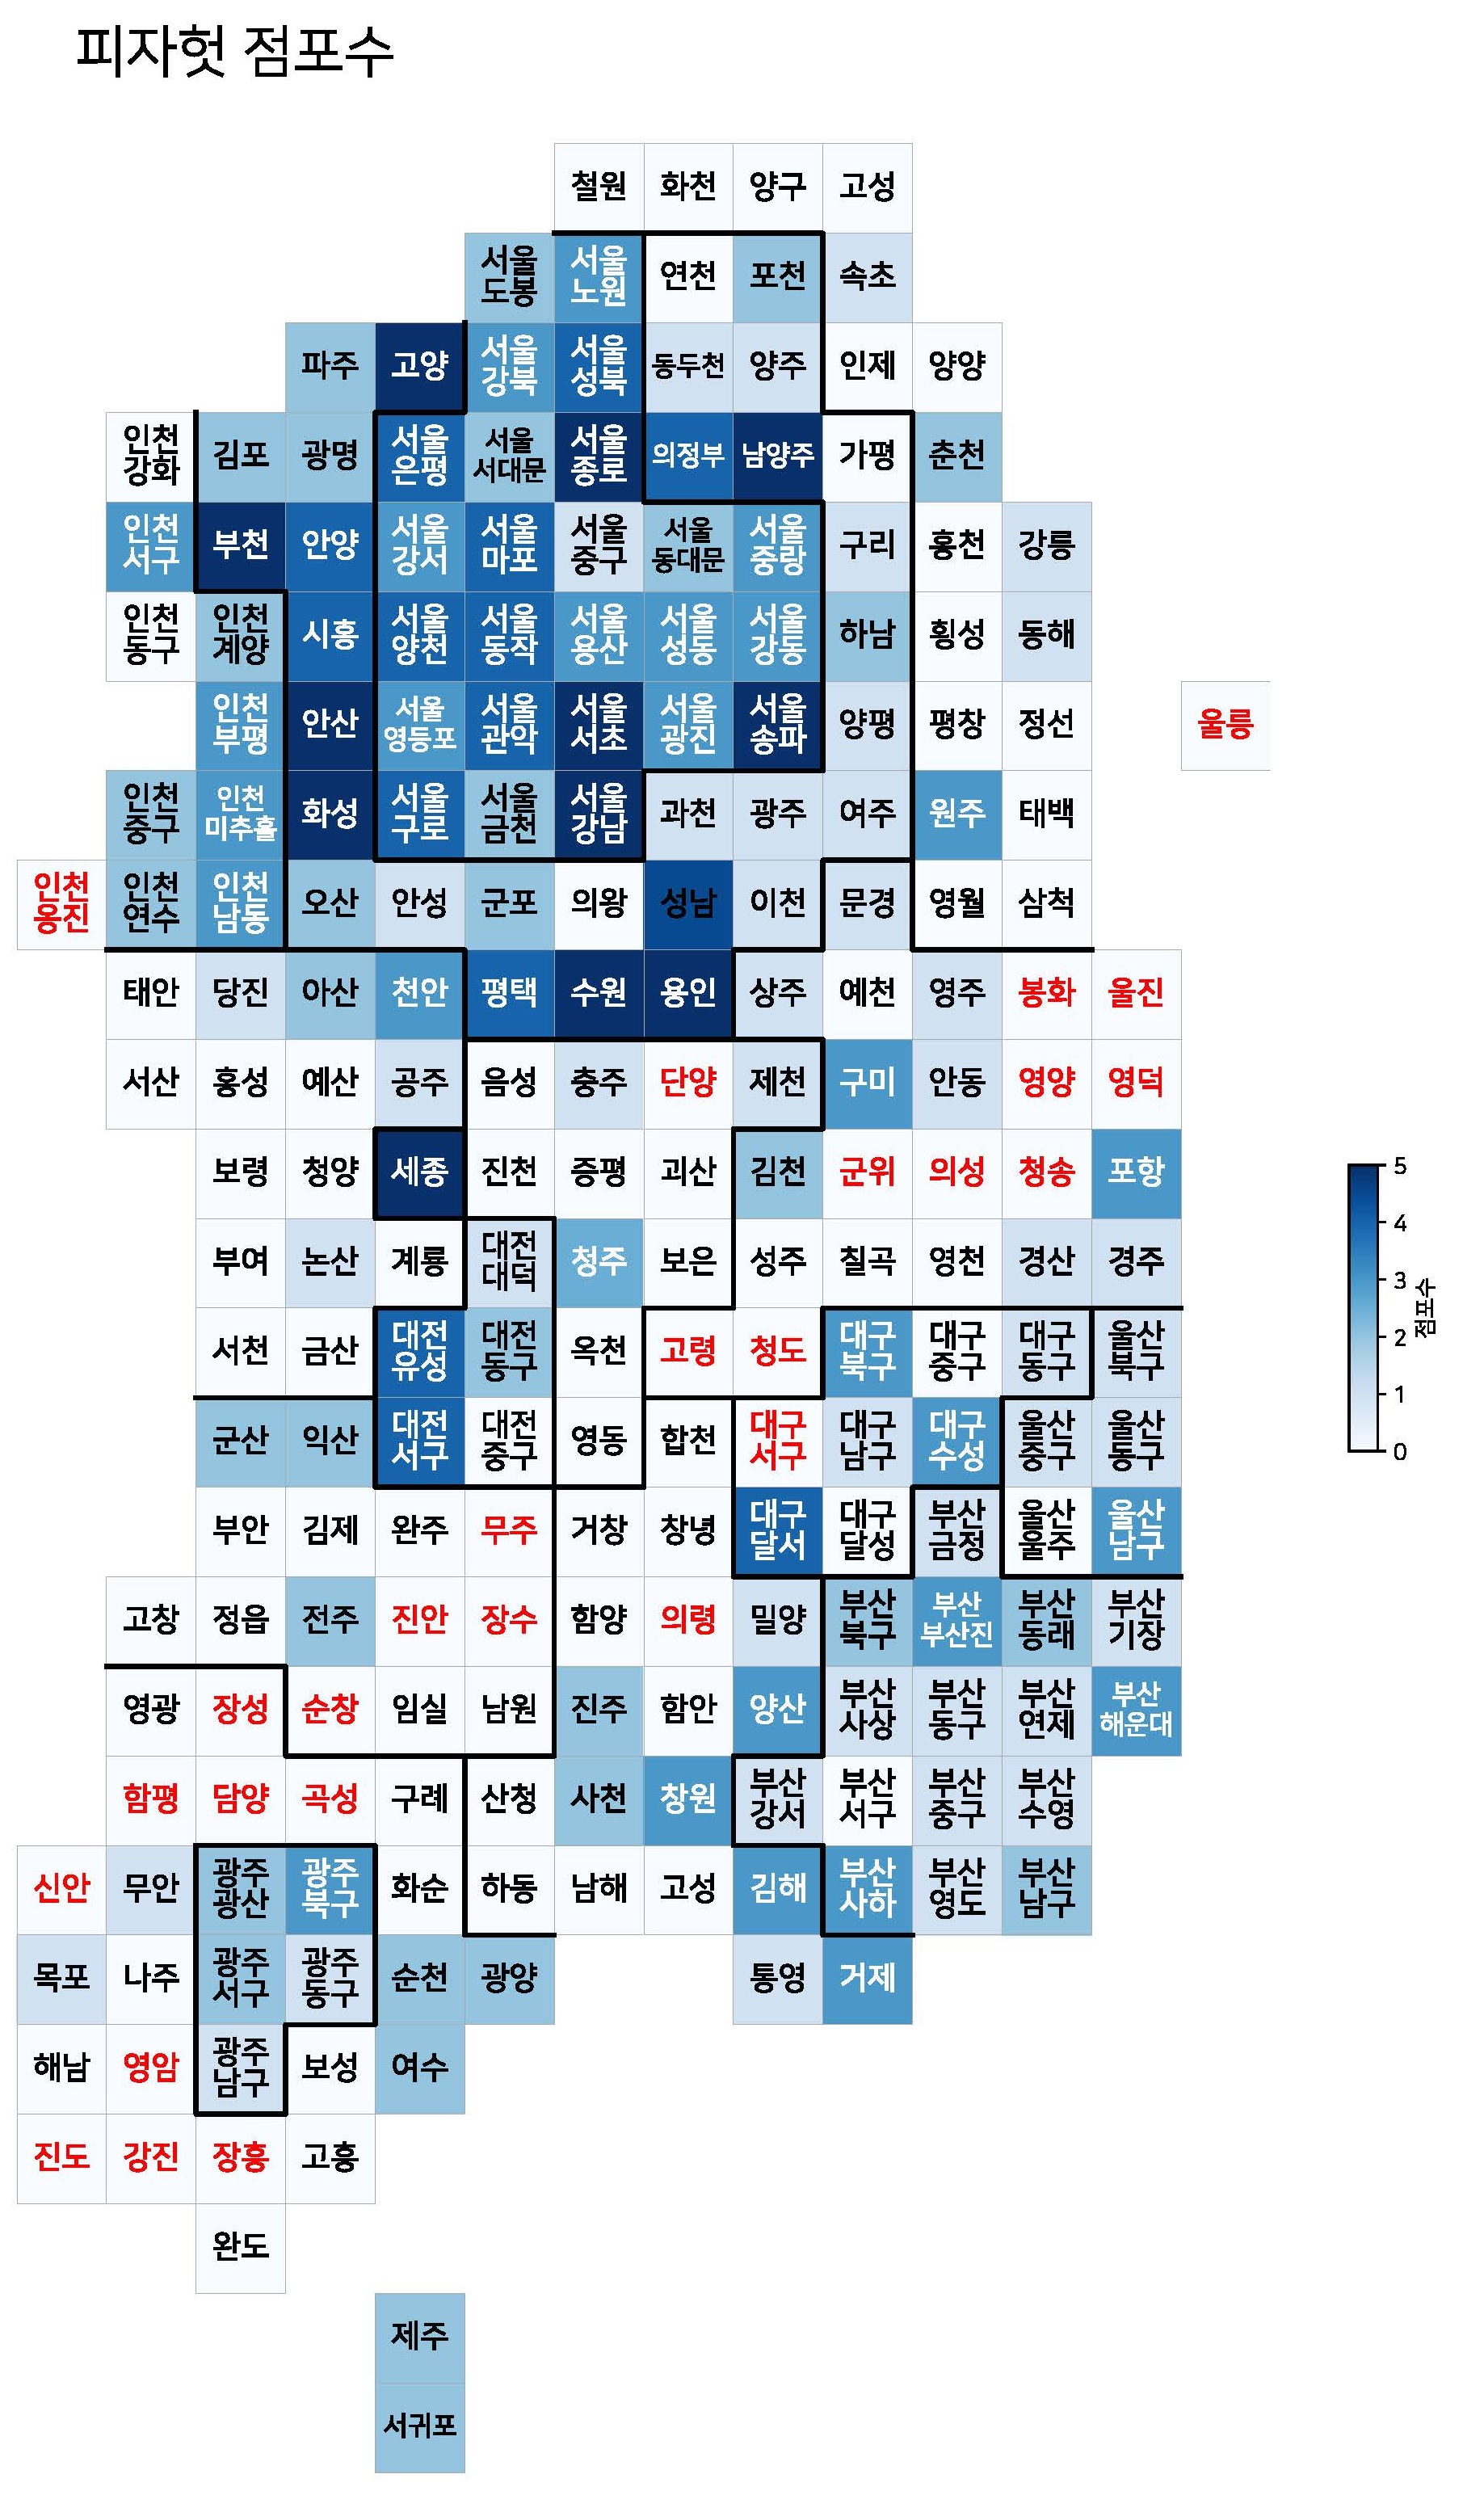 피자헛 점포수
철원 화천 양구 고성
서울
도봉
서울
노원
연천 포천 속초
파주 고양
서울
강북
서울
성북
동두천 양주 인제 양양
인천
강화
김포 광명
서울
은평
서울
서대문
서울
종로
의정부 남양주 가평 춘천
인천
서구
부천 안양
서울
강서
서울
마포
서울
중구
서울
동대문
서울
중랑
구리 홍천 강릉
인천
동구
인천
계양
시흥
서울
양천
서울
동작
서울
용산
서울
성동
서울
강동
하남 횡성 동해
인천
부평
안산
서울
영등포
서울
관악
서울
서초
서울
광진
서울
송파
양평 평창 정선 울릉
인천
중구
인천
미추홀
화성
서울
구로
서울
금천
서울
강남
과천 광주 여주 원주 태백
인천
옹진
인천
연수
인천
남동
오산 안성 군포 의왕 성남 이천 문경 영월 삼척
태안 당진 아산 천안 평택 수원 용인 상주 예천 영주 봉화 울진
서산 홍성 예산 공주 음성 충주 단양 제천 구미 안동 영양 영덕
보령 청양 세종 진천 증평 괴산 김천 군위 의성 청송 포항
부여 논산 계룡
대전
대덕
청주 보은 성주 칠곡 영천 경산 경주
서천 금산
대전
유성
대전
동구
옥천 고령 청도
대구
북구
대구
중구
대구
동구
울산
북구
군산 익산
대전
서구
대전
중구
영동 합천
대구
서구
대구
남구
대구
수성
울산
중구
울산
동구
부안 김제 완주 무주 거창 창녕
대구
달서
대구
달성
부산
금정
울산
울주
울산
남구
고창 정읍 전주 진안 장수 함양 의령 밀양
부산
북구
부산
부산진
부산
동래
부산
기장
영광 장성 순창 임실 남원 진주 함안 양산
부산
사상
부산
동구
부산
연제
부산
해운대
함평 담양 곡성 구례 산청 사천 창원
부산
강서
부산
서구
부산
중구
부산
수영
신안 무안
광주
광산
광주
북구
화순 하동 남해 고성 김해
부산
사하
부산
영도
부산
남구
목포 나주
광주
서구
광주
동구
순천 광양 통영 거제
해남 영암
광주
남구
보성 여수
진도 강진 장흥 고흥
완도
제주
서귀포
5
4
3
2
1
0
점포수